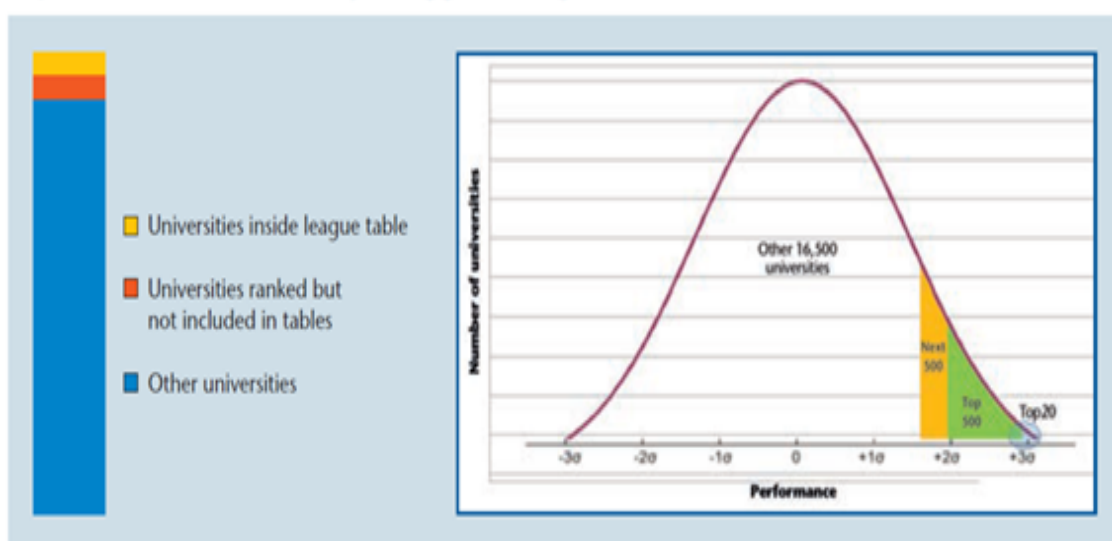 Universities inside league table
Universities ranked but
not included in tables
Other universities
Number of universities
Other 16,500
universities
Next
500
Top
500
Top20
-3σ
-2σ
-1σ
0
+1σ
+2σ
+3σ
Performance